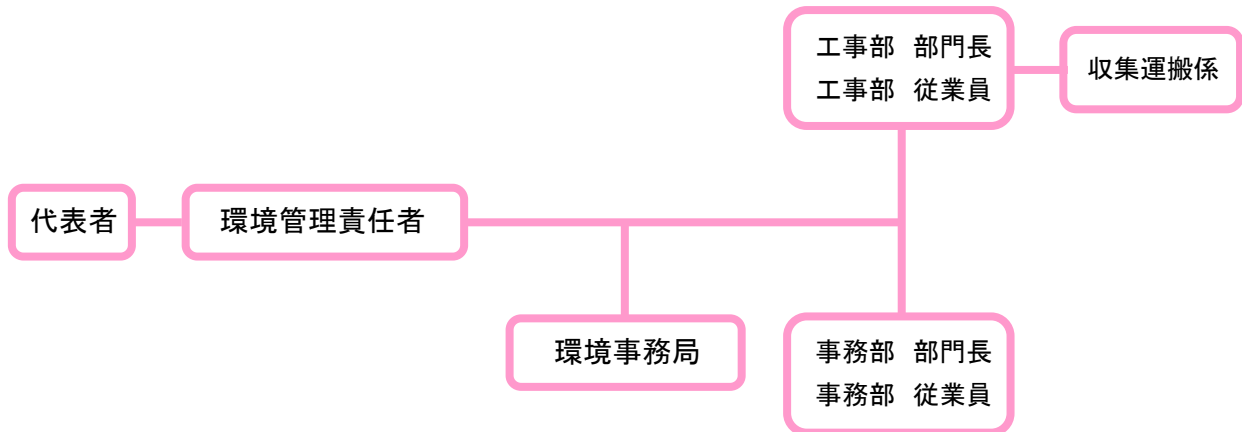 工事部 部門長
工事部 従業員
収集運搬係
代表者
環境管理責任者
環境事務局
事務部 部門長
事務部 従業員